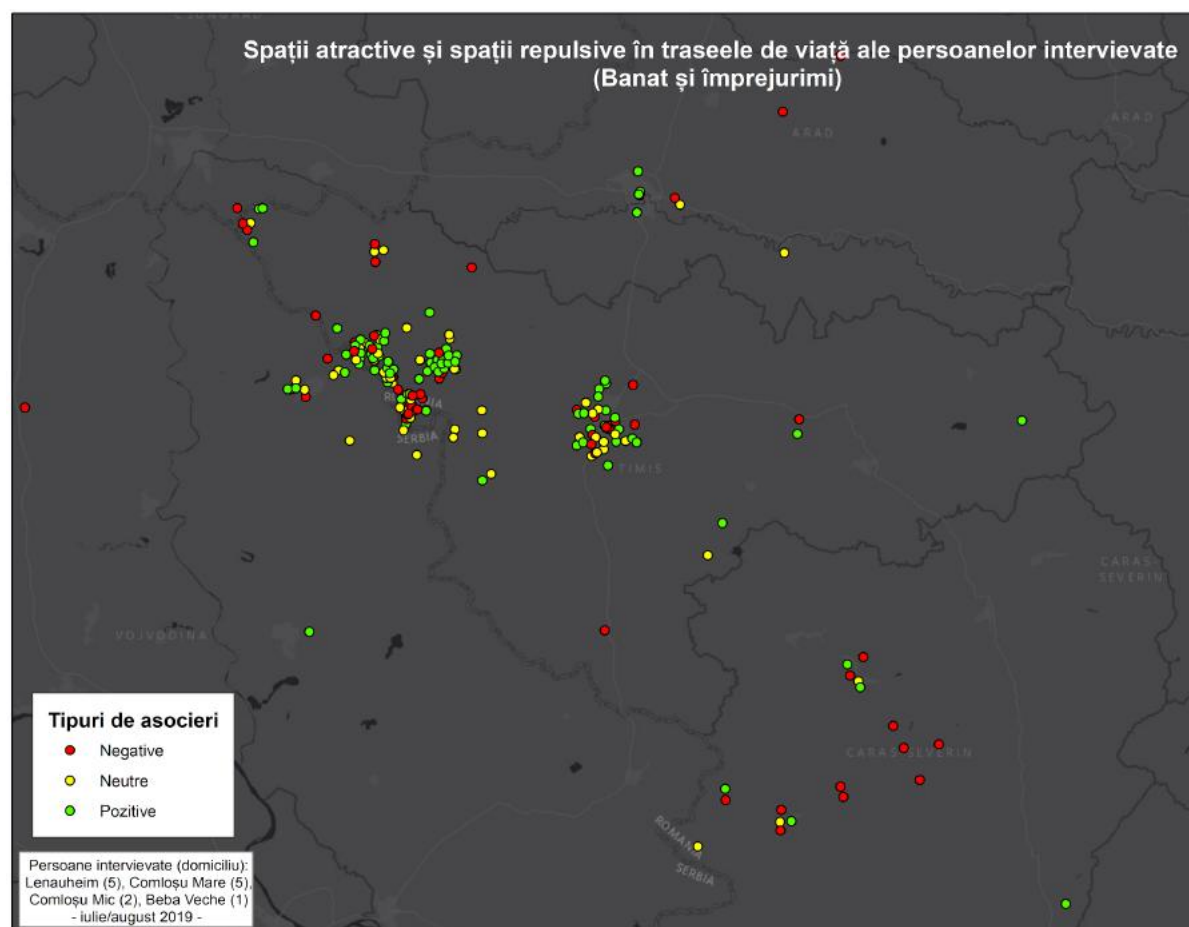 Spații atractive și spații repulsive în traseele de viață ale persoanelor intervievate
(Banat și împrejurimi)
ARAD
ARAD
ROMANIA
SERBIA
TIMIS
CARAS-
SEVERIN
VOJVODINA
CARAS-SEVERIN
ROMANIA
SERBIA
Tipuri de asocieri
Negative
Neutre
Pozitive
Persoane intervievate (domiciliu):
Lenauheim (5), Comloșu Mare (5),
Comloșu Mic (2), Beba Veche (1)
- iulie/august 2019 -